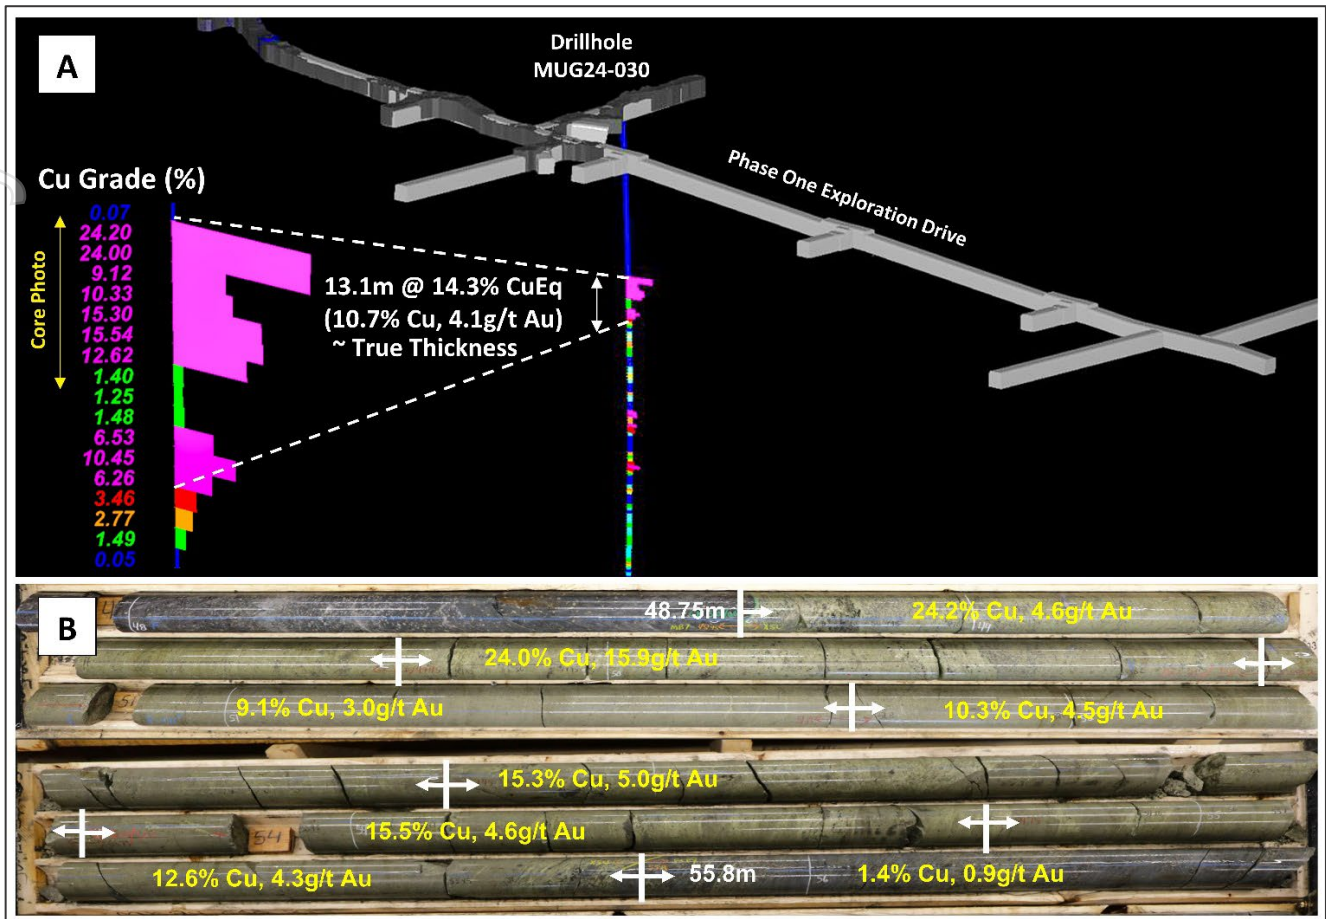 A
Drillhole
MUG24-030
Phase One Exploration Drive
Cu Grade (%)
Core Photo
0.07
24.20
24.00
9.12
10.33
15.30
15.54
12.62
1.40
1.25
1.48
6.53
10.45
6.26
3.46
2.77
1.49
0.05
13.1m @ 14.3% CuEq
(10.7% Cu, 4.1g/t Au)
~ True Thickness
B
48
48.75m
24.2% Cu, 4.6g/t Au
24.0% Cu, 15.9g/t Au
50
51
9.1% Cu, 3.0g/t Au
10.3% Cu, 4.5g/t Au
15.3% Cu, 5.0g/t Au
54
15.5% Cu, 4.6g/t Au
12.6% Cu, 4.3g/t Au
55.8m
56
1.4% Cu, 0.9g/t Au